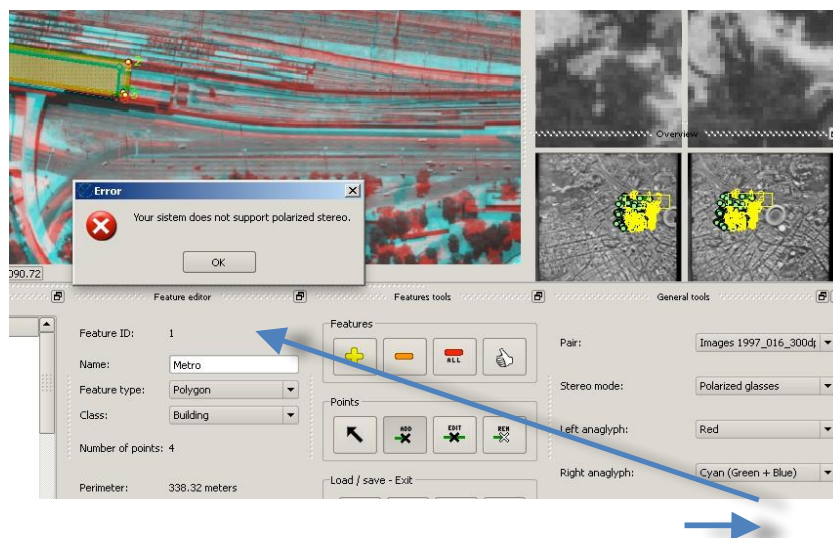 Overview
Error
Your sistem does not support polarized stereo.
OK
090.72
Feature editor
Features tools
General tools
Feature ID: 1
Name: Metro
Feature type: Polygon
Class: Building
Number of points: 4
Perimeter: 338.32 meters
Features
ALL
Points
ADD
EDIT
REM
Load / save - Exit
Pair: Images 1997_016_300d
Stereo mode: Polarized glasses
Left anaglyph: Red
Right anaglyph: Cyan (Green + Blue)